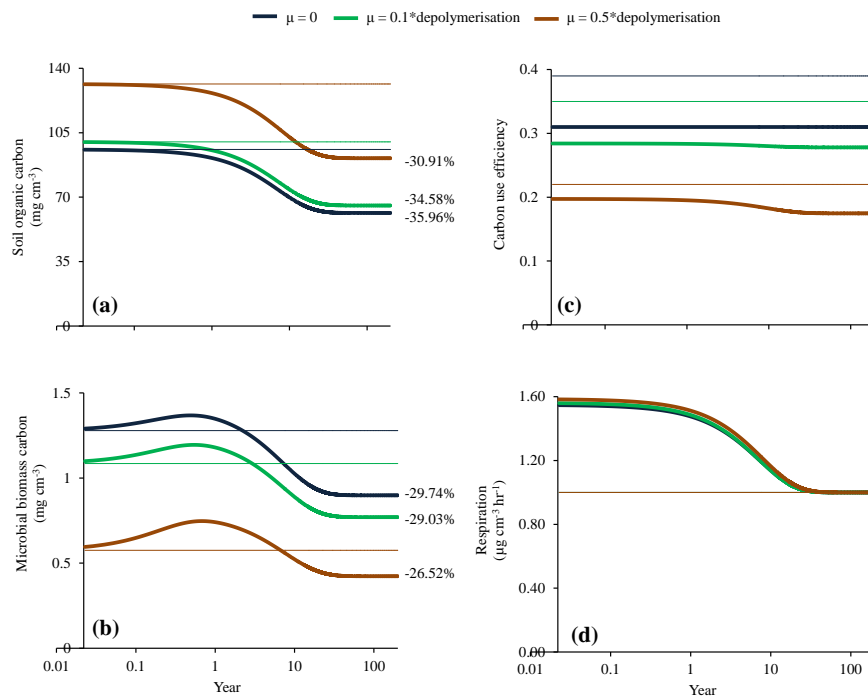 μ = 0 μ = 0.1*depolymerisation μ = 0.5*depolymerisation
Soil organic carbon
(mg cm-3)
140
105
70
35
0
-30.91%
-34.58%
-35.96%
(a)
Carbon use efficiency
0.4
0.3
0.2
0.1
0
(c)
Microbial biomass carbon
(mg cm-3)
1.5
1
0.5
0
-29.74%
-29.03%
-26.52%
(b)
0.01 0.1 1 10 100
Year
Respiration
(μg cm-3 hr-1)
1.60
1.20
0.80
0.40
0.00
(d)
0.01 0.1 1 10 100
Year